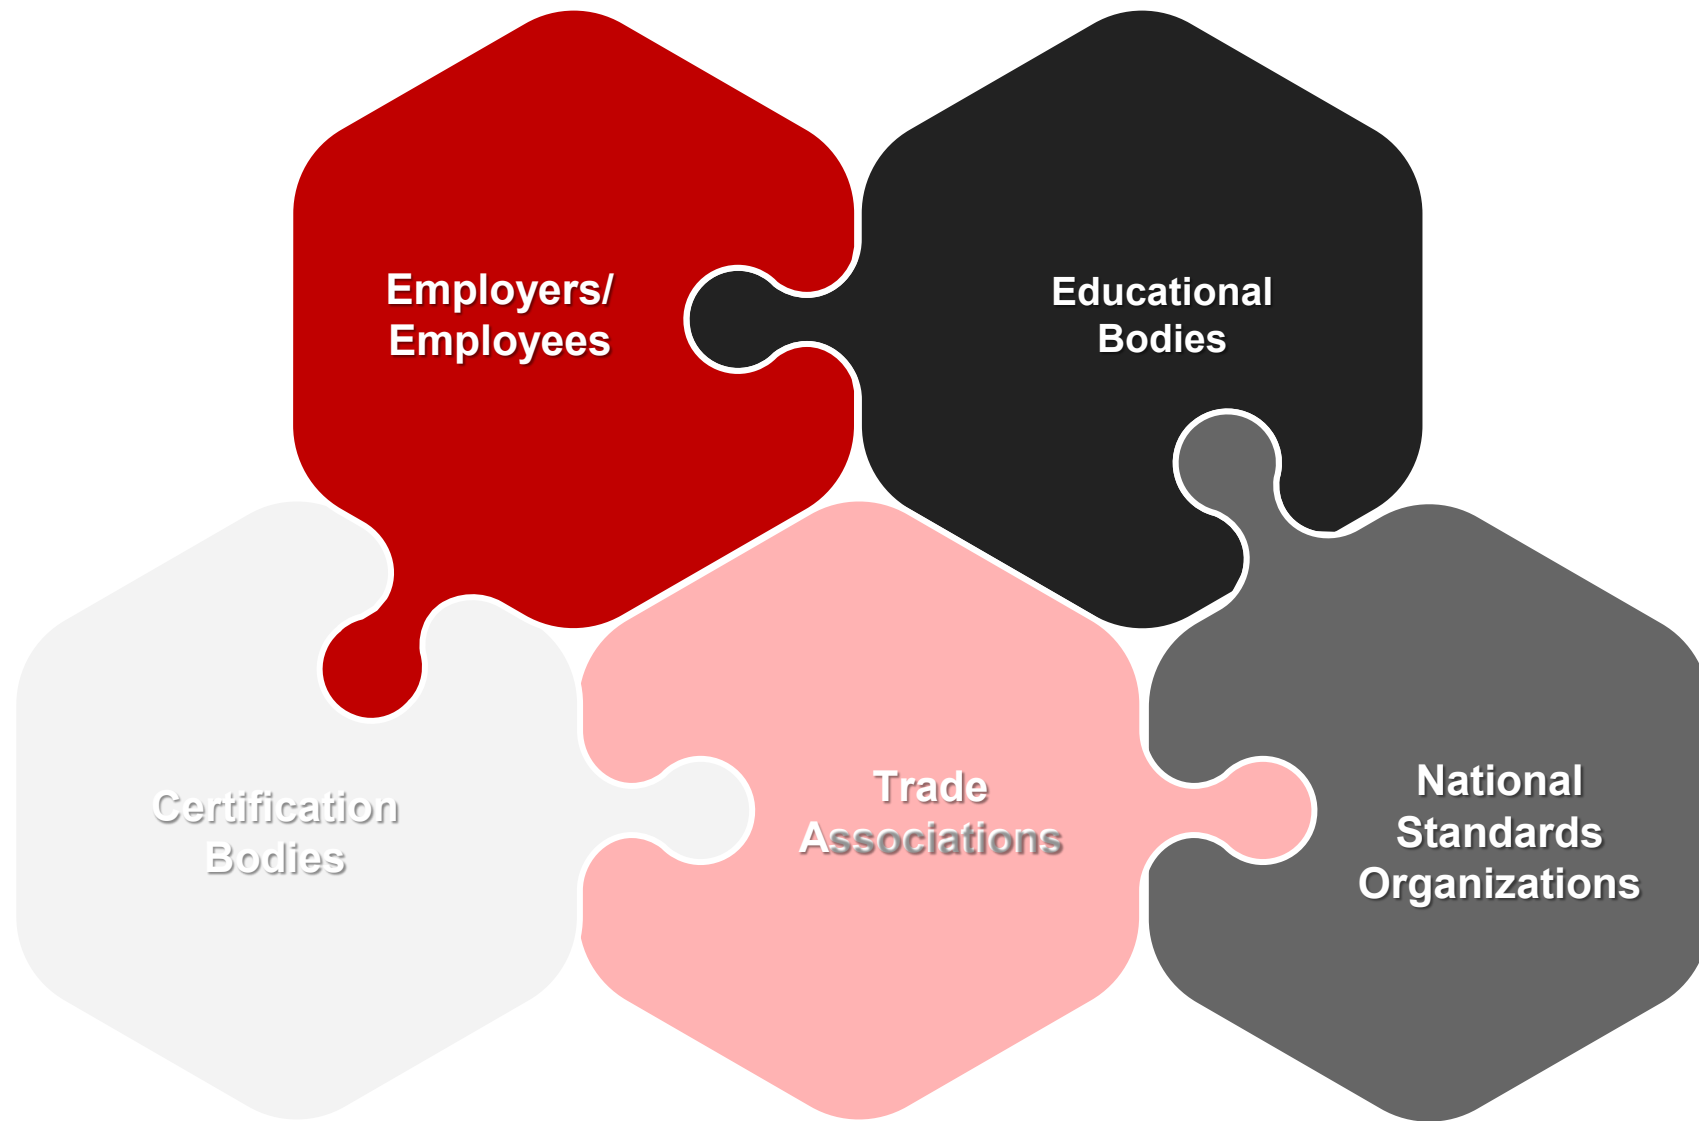 Employers/
Employees
Educational
Bodies
Certification
Bodies
Trade
Associations
National
Standards
Organizations